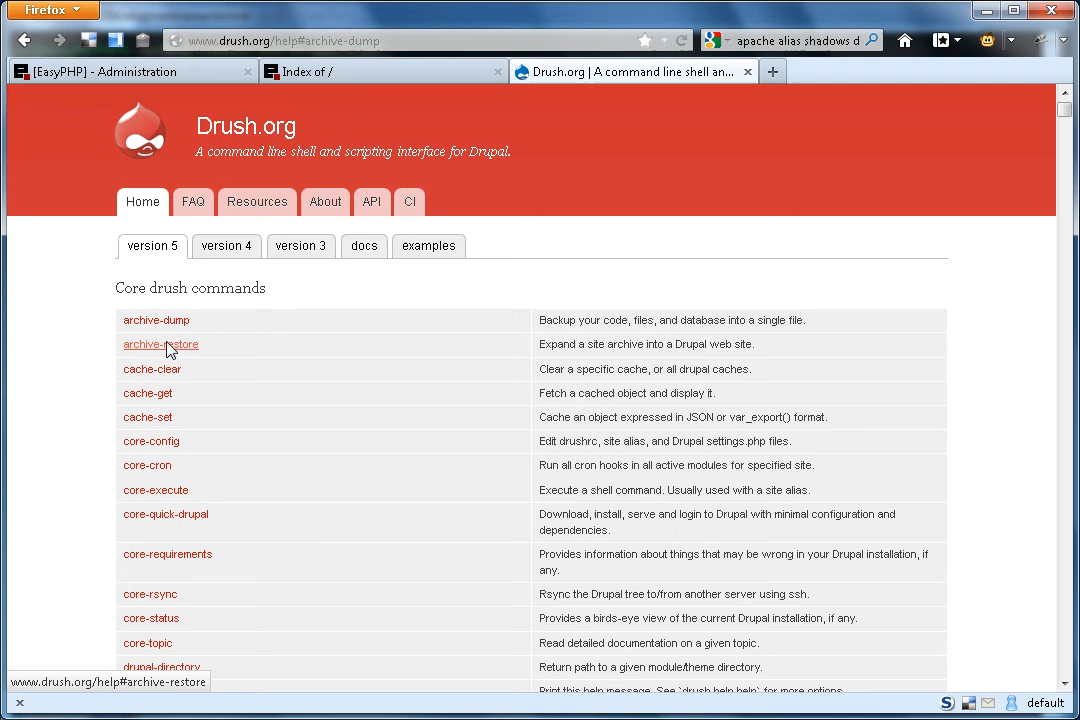 Firefox
www.drush.org/help#archive-dump
apache alias shadows d
[EasyPHP] - Administration
Index of /
Drush.org | A command line shell an...
Drush.org
A command line shell and scripting interface for Drupal.
Home
FAQ
Resources
About
API
CI
version 5
version 4
version 3
docs
examples
Core drush commands
archive-dump
Backup your code, files, and database into a single file.
archive-restore
Expand a site archive into a Drupal web site.
cache-clear
Clear a specific cache, or all drupal caches.
cache-get
Fetch a cached object and display it.
cache-set
Cache an object expressed in JSON or var_export() format.
core-config
Edit drushrc, site alias, and Drupal settings.php files.
core-cron
Run all cron hooks in all active modules for specified site.
core-execute
Execute a shell command. Usually used with a site alias.
core-quick-drupal
Download, install, serve and login to Drupal with minimal configuration and
dependencies.
core-requirements
Provides information about things that may be wrong in your Drupal installation, if
any.
core-rsync
Rsync the Drupal tree to/from another server using ssh.
core-status
Provides a birds-eye view of the current Drupal installation, if any.
core-topic
Read detailed documentation on a given topic.
drupal-directory
Return path to a given module/theme directory.
Print this help message. See `drush help help` for more options.
www.drush.org/help#archive-restore
default